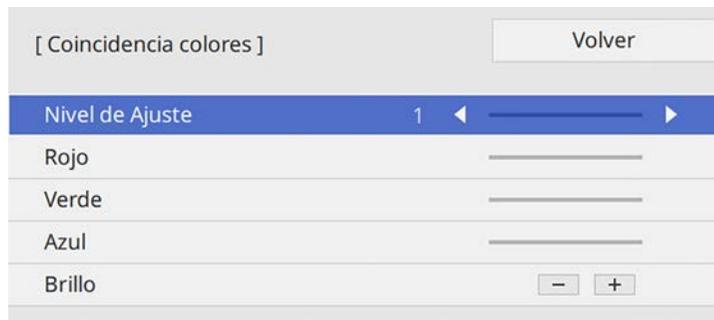 [ Coincidencia colores ]
Volver
Nivel de Ajuste 1
Rojo
Verde
Azul
Brillo − +